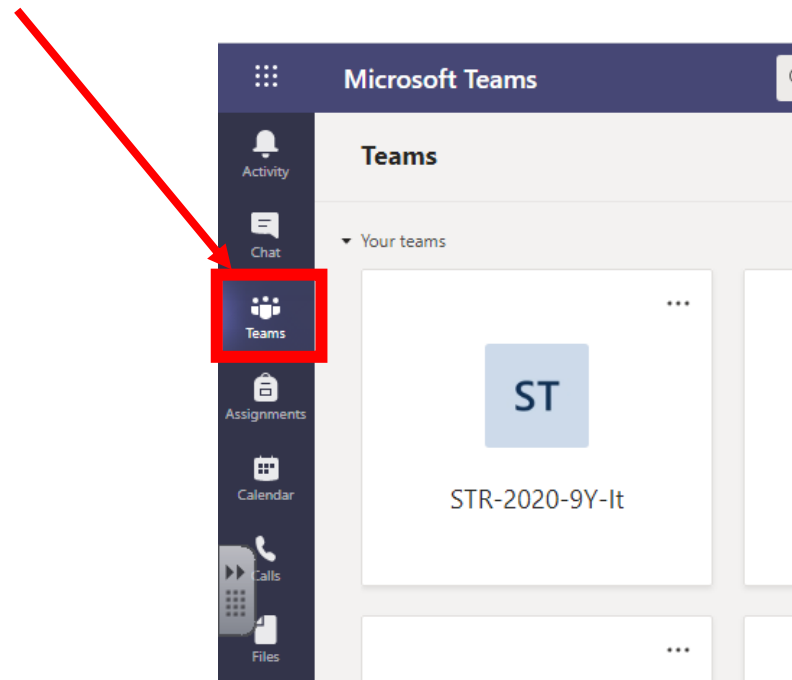 Microsoft Teams
Activity
Teams
Chat
Your teams
Teams
ST
Assignments
Calendar
STR-2020-9Y-It
Calls
Files